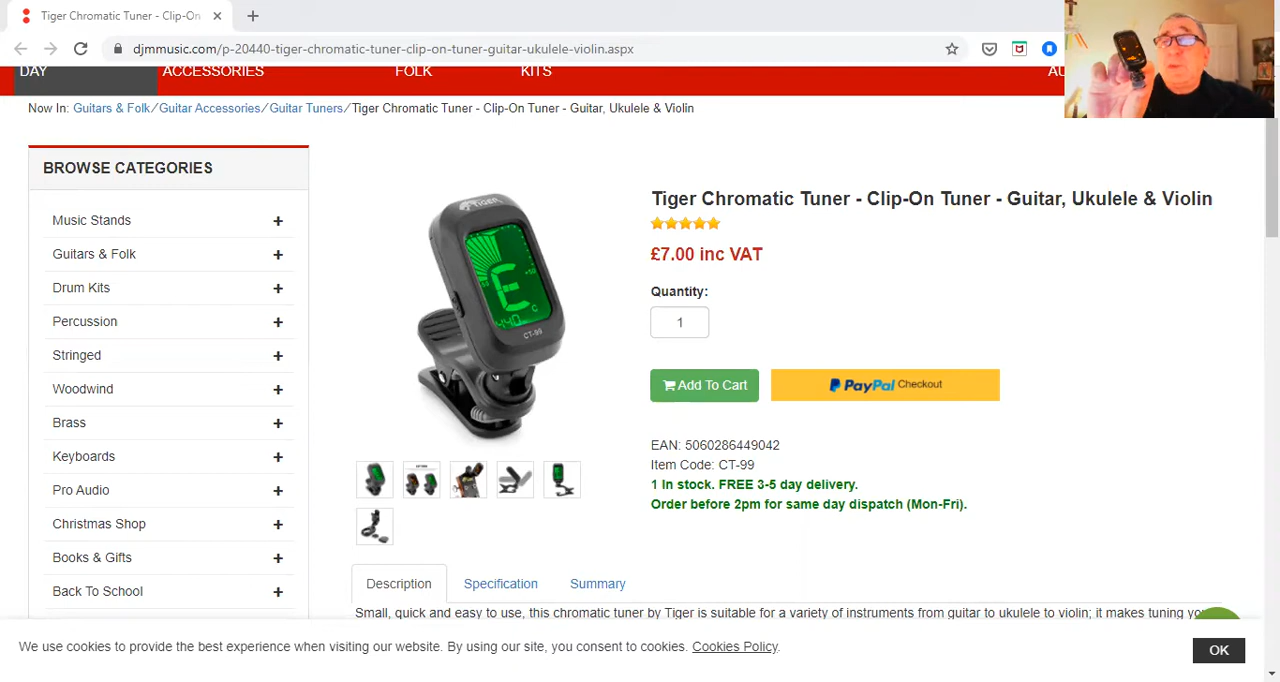 Tiger Chromatic Tuner - Clip-On
djmmusic.com/p-20440-tiger-chromatic-tuner-clip-on-tuner-guitar-ukulele-violin.aspx
DAY ACCESSORIES FOLK KITS AU
Now In: Guitars & Folk/Guitar Accessories/Guitar Tuners/Tiger Chromatic Tuner - Clip-On Tuner - Guitar, Ukulele & Violin
BROWSE CATEGORIES
Music Stands +
Guitars & Folk +
Drum Kits +
Percussion +
Stringed +
Woodwind +
Brass +
Keyboards +
Pro Audio +
Christmas Shop +
Books & Gifts +
Back To School +
TIGER
E
C
440
CT-99
Tiger Chromatic Tuner - Clip-On Tuner - Guitar, Ukulele & Violin
£7.00 inc VAT
Quantity:
1
Add To Cart
PayPal Checkout
EAN: 5060286449042
Item Code: CT-99
1 In stock. FREE 3-5 day delivery.
Order before 2pm for same day dispatch (Mon-Fri).
Description Specification Summary
Small, quick and easy to use, this chromatic tuner by Tiger is suitable for a variety of instruments from guitar to ukulele to violin; it makes tuning
We use cookies to provide the best experience when visiting our website. By using our site, you consent to cookies. Cookies Policy.
OK